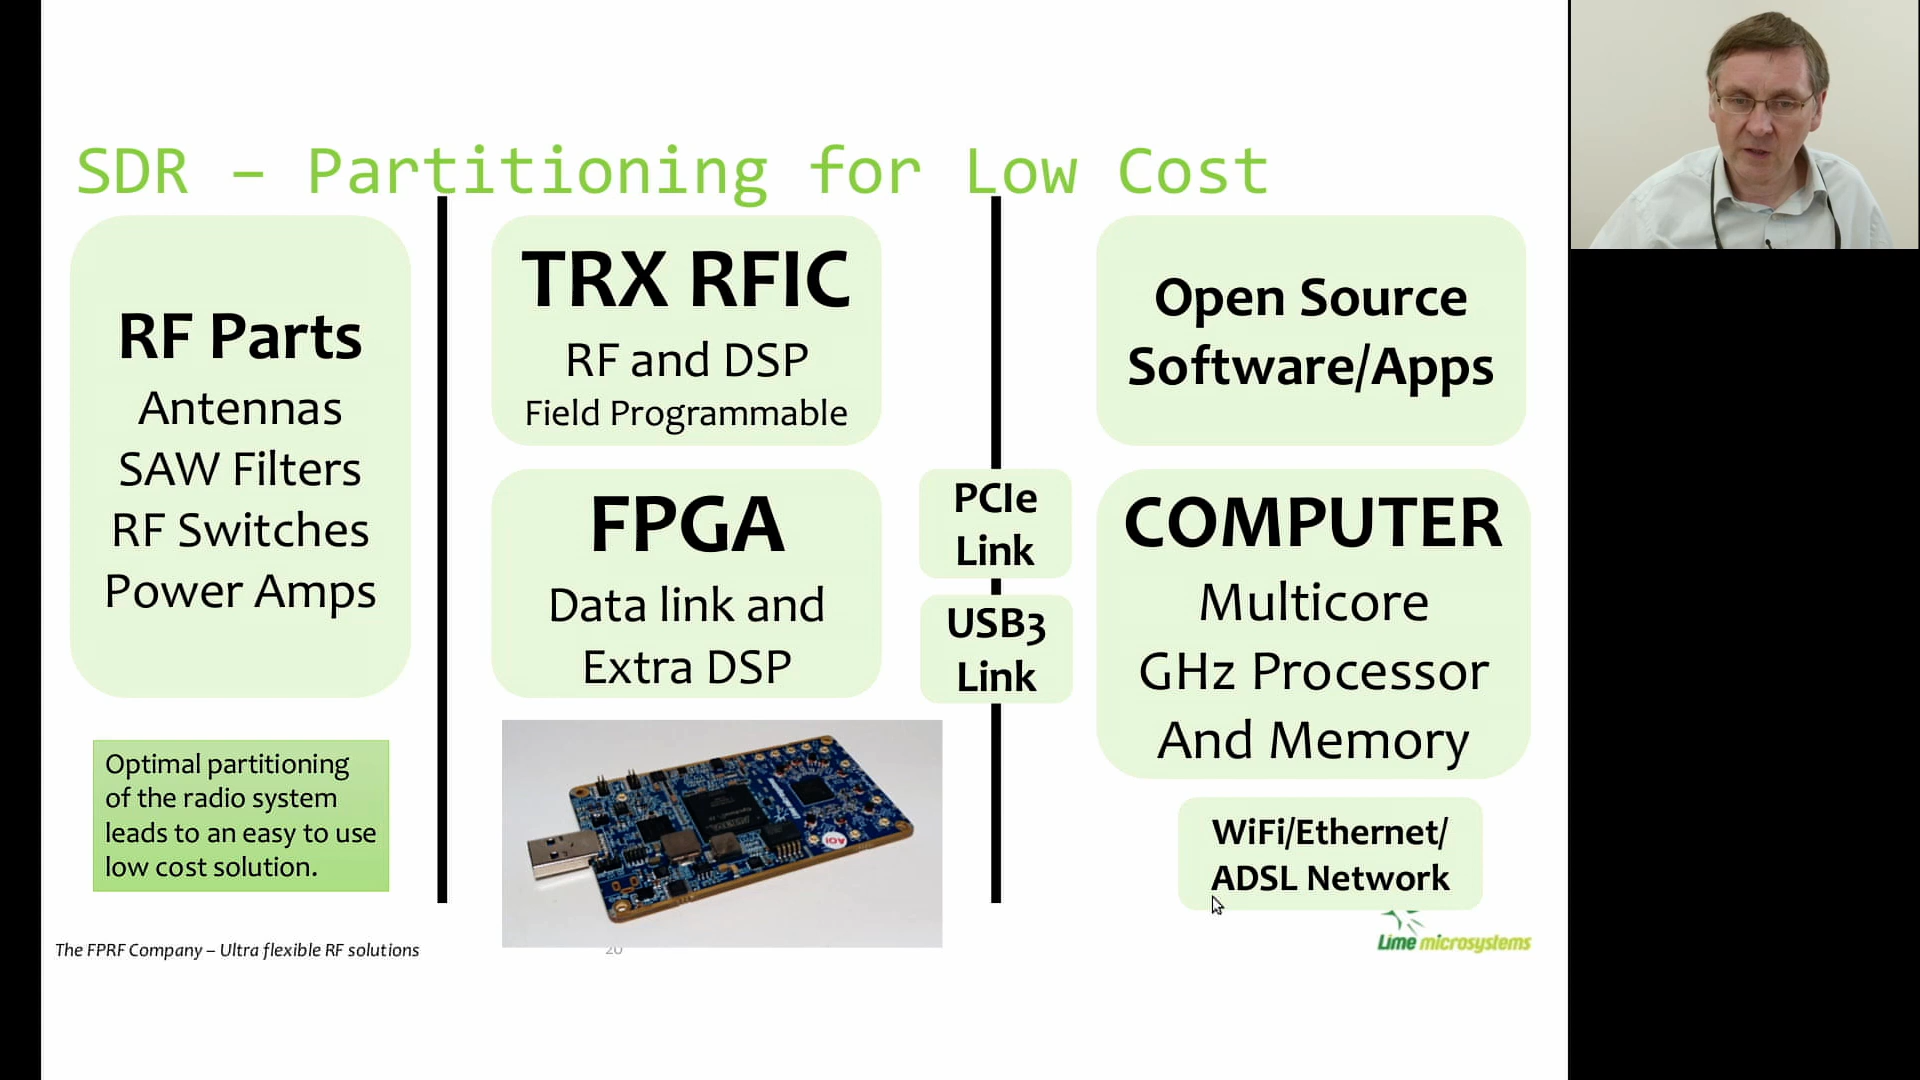 SDR – Partitioning for Low Cost
RF Parts
Antennas
SAW Filters
RF Switches
Power Amps
TRX RFIC
RF and DSP
Field Programmable
FPGA
Data link and
Extra DSP
PCIe
Link
USB3
Link
Open Source
Software/Apps
COMPUTER
Multicore
GHz Processor
And Memory
WiFi/Ethernet/
ADSL Network
Optimal partitioning
of the radio system
leads to an easy to use
low cost solution.
The FPRF Company – Ultra flexible RF solutions
20
Lime microsystems
AOI